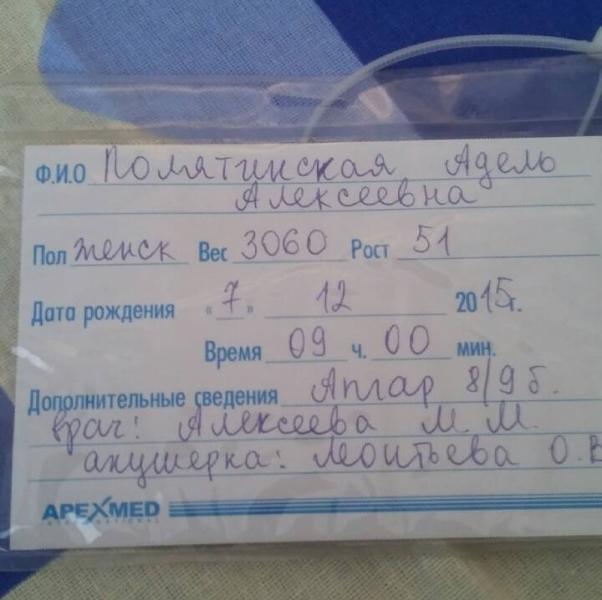 Ф.И.О Полятинская Адель
Алексеевна
Пол женск Вес 3060 Рост 51
Дата рождения «7» 12 2015г.
Время 09 ч. 00 мин.
Дополнительные сведения Апгар 8/9 б.
врач: Алексеева М. М.
акушерка: Леонтьева О. В
APEXMED
INTERNATIONAL